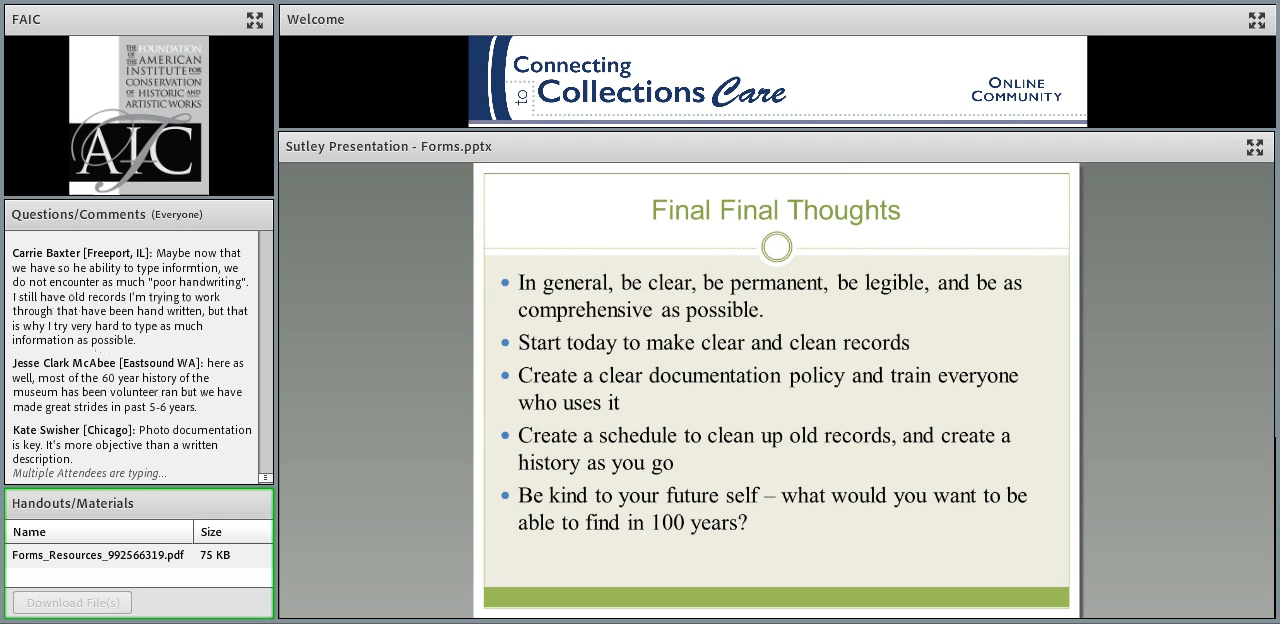 FAIC
THE FOUNDATION
OF THE AMERICAN
INSTITUTE FOR
CONSERVATION
OF HISTORIC AND
ARTISTIC WORKS
AIC
Questions/Comments (Everyone)
Carrie Baxter [Freeport, IL]: Maybe now that
we have so he ability to type informtion, we
do not encounter as much "poor handwriting".
I still have old records I'm trying to work
through that have been hand written, but that
is why I try very hard to type as much
information as possible.
Jesse Clark McAbee [Eastsound WA]: here as
well, most of the 60 year history of the
museum has been volunteer ran but we have
made great strides in past 5-6 years.
Kate Swisher [Chicago]: Photo documentation
is key. It's more objective than a written
description.
Multiple Attendees are typing...
Handouts/Materials
Name Size
Forms_Resources_992566319.pdf 75 KB
Download File(s)
Welcome
Connecting
to Collections Care
ONLINE
COMMUNITY
Sutley Presentation - Forms.pptx
Final Final Thoughts
• In general, be clear, be permanent, be legible, and be as
comprehensive as possible.
• Start today to make clear and clean records
• Create a clear documentation policy and train everyone
who uses it
• Create a schedule to clean up old records, and create a
history as you go
• Be kind to your future self – what would you want to be
able to find in 100 years?